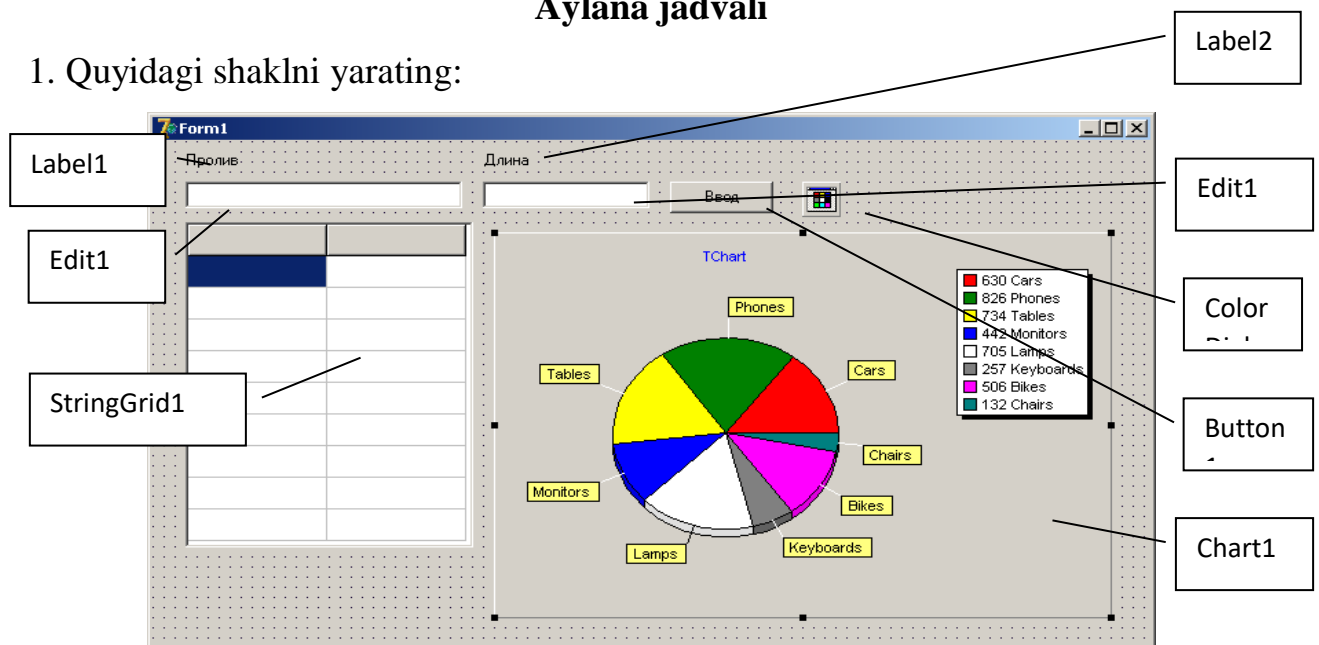 Aylana jadvali
Label2
1. Quyidagi shaklni yarating:
Form1
Label1
Пролив
Длина
Edit1
Ввод
Edit1
TChart
630 Cars
826 Phones
734 Tables
442 Monitors
705 Lamps
257 Keyboards
506 Bikes
132 Chairs
Color
Phones
Tables
Cars
StringGrid1
Button
Chairs
Monitors
Bikes
Lamps
Keyboards
Chart1